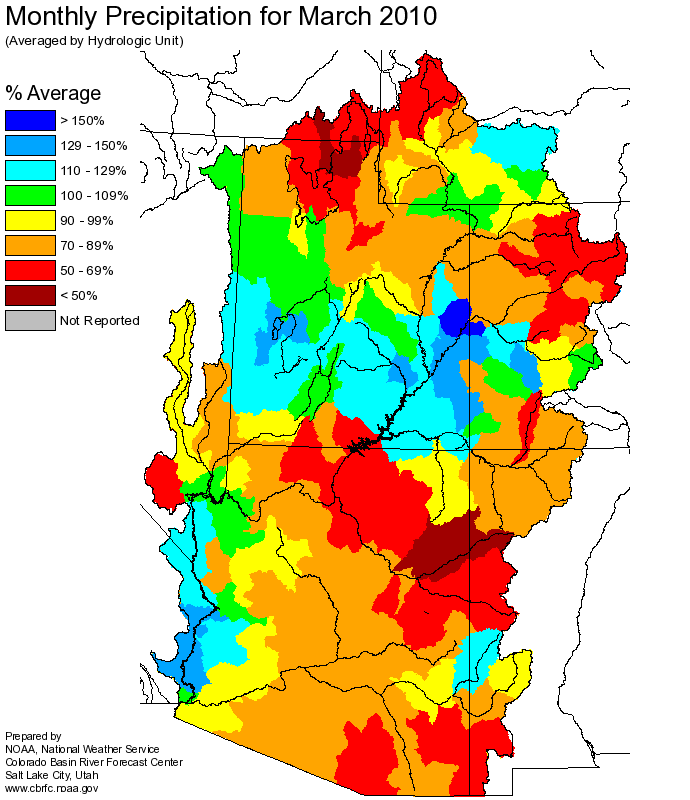 Monthly Precipitation for March 2010
(Averaged by Hydrologic Unit)
% Average
> 150%
129 - 150%
110 - 129%
100 - 109%
90 - 99%
70 - 89%
50 - 69%
< 50%
Not Reported
Prepared by
NOAA, National Weather Service
Colorado Basin River Forecast Center
Salt Lake City, Utah
www.cbrfc.noaa.gov